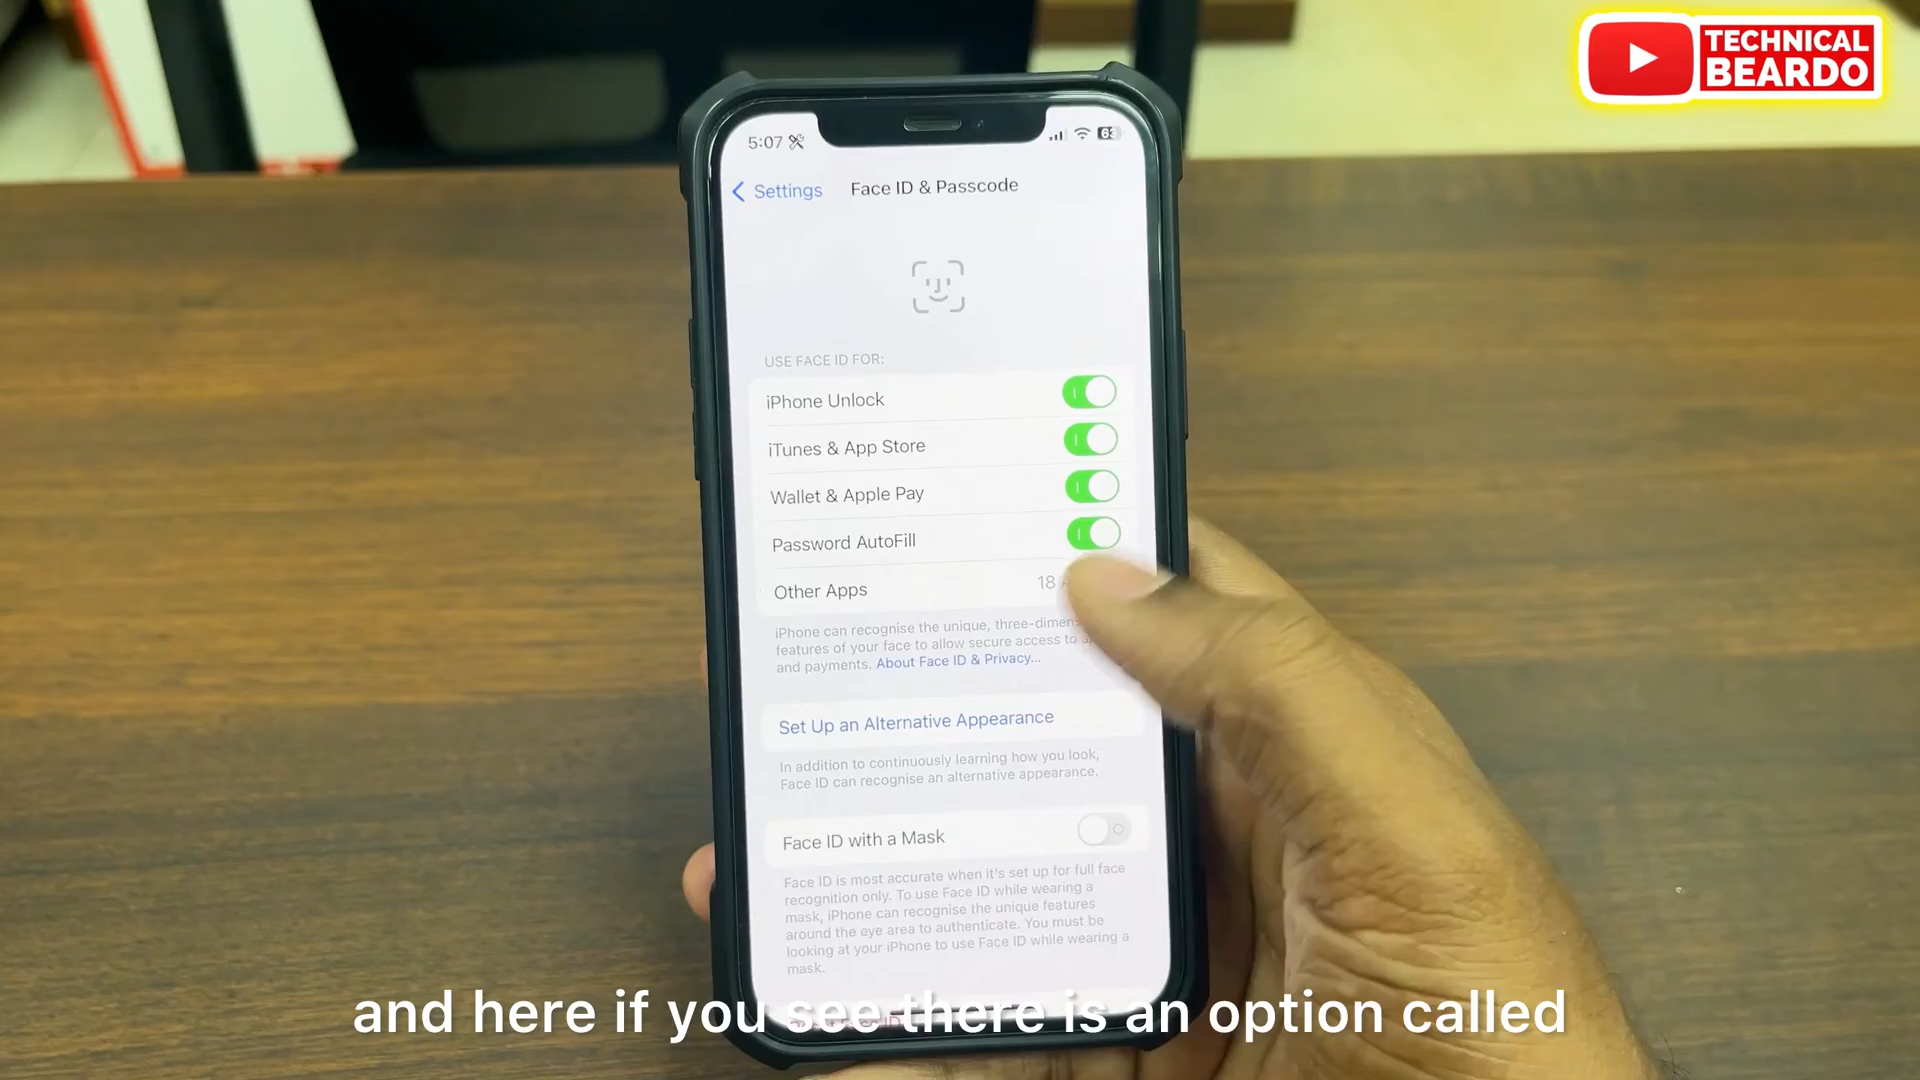 TECHNICAL
BEARDO
5:07
63
Settings
Face ID & Passcode
USE FACE ID FOR:
iPhone Unlock
iTunes & App Store
Wallet & Apple Pay
Password AutoFill
Other Apps 18
iPhone can recognise the unique, three-dimen
features of your face to allow secure access to
and payments. About Face ID & Privacy...
Set Up an Alternative Appearance
In addition to continuously learning how you look,
Face ID can recognise an alternative appearance.
Face ID with a Mask
Face ID is most accurate when it's set up for full face
recognition only. To use Face ID while wearing a
mask, iPhone can recognise the unique features
around the eye area to authenticate. You must be
looking at your iPhone to use Face ID while wearing a
mask.
and here if you see there is an option called